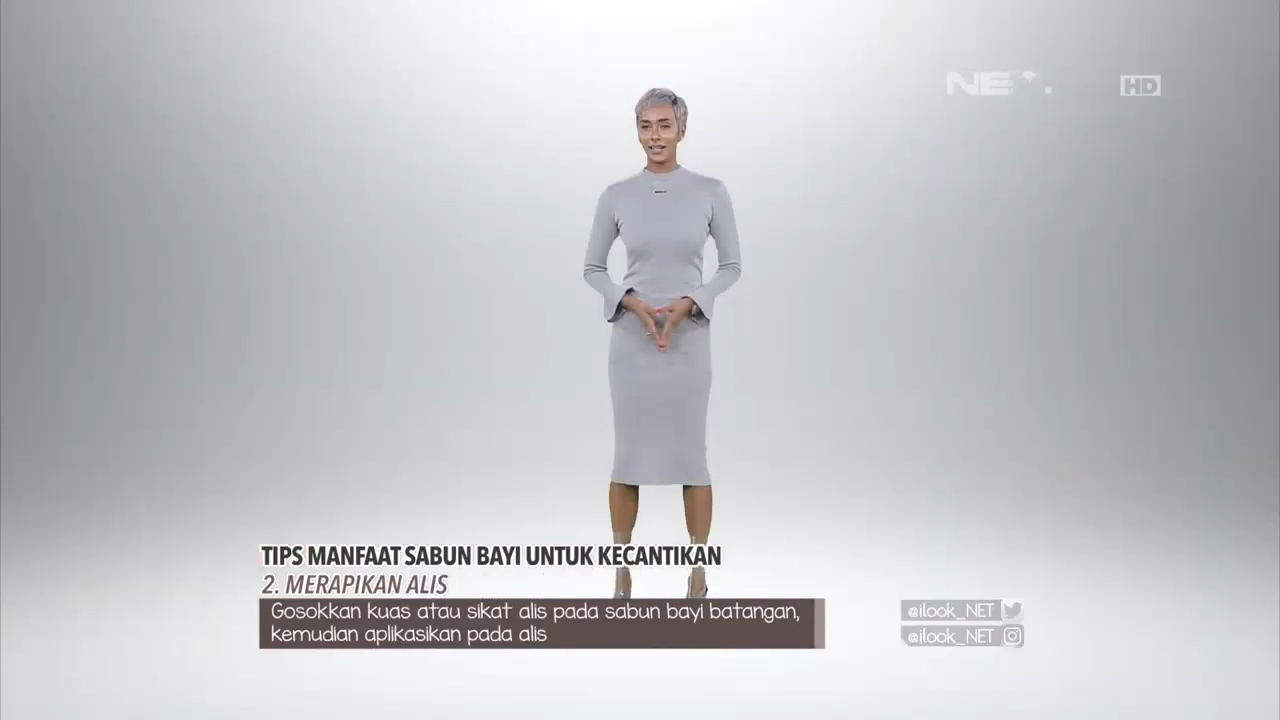 NET.
HD
TIPS MANFAAT SABUN BAYI UNTUK KECANTIKAN
2. MERAPIKAN ALIS
Gosokkan kuas atau sikat alis pada sabun bayi batangan,
kemudian aplikasikan pada alis
@ilook_NET
@ilook_NET